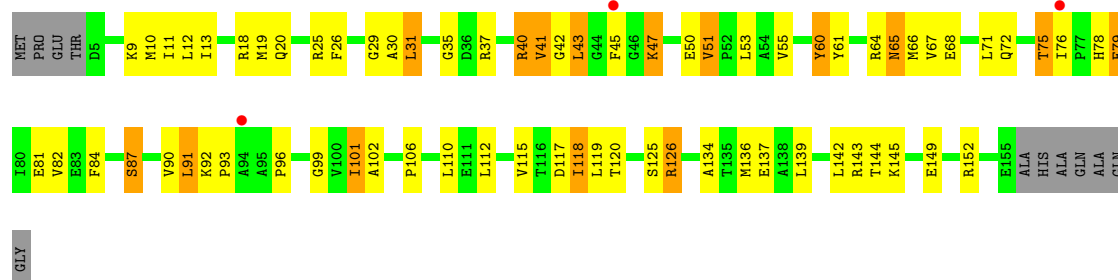 MET PRO GLU THR D5 K9 M10 I11 L12 I13 R18 M19 Q20 R25 F26 G29 A30 L31 G35 D36 R37 R40 V41 G42 L43 G44 F45 G46 K47 E50 V51 P52 L53 A54 V55 Y60 Y61 R64 N65 M66 V67 E68 L71 Q72 T75 I76 P77 H78
I80 E81 V82 E83 F84 S87 V90 L91 K92 P93 A94 A95 P96 G99 V100 I101 A102 P106 L110 E111 L112 V115 T116 D117 I118 L119 T120 S125 R126 A134 T135 M136 E137 A138 L139 L142 R143 T144 K145 E149 R152 E155 ALA HIS ALA GLN ALA
GLY